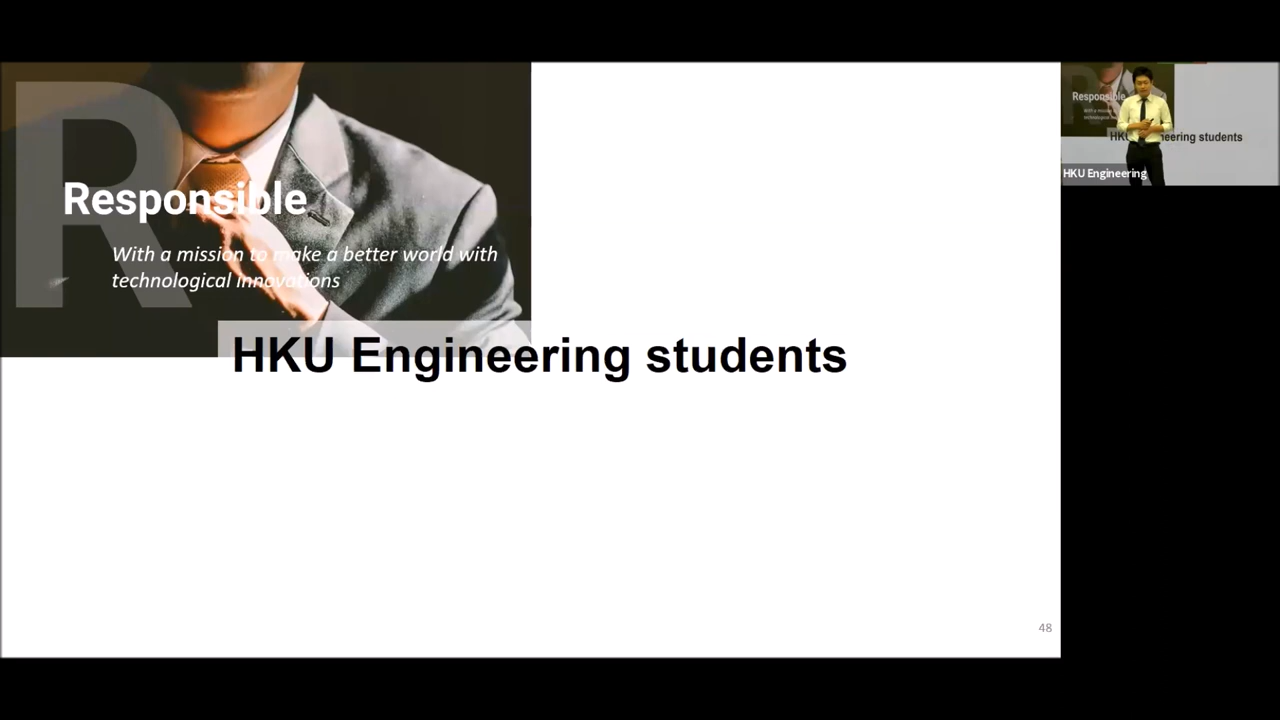 R
Responsible
With a mission to make a better world with
technological innovations
HKU Engineering students
48
Responsible
HKU Engineering students
HKU Engineering